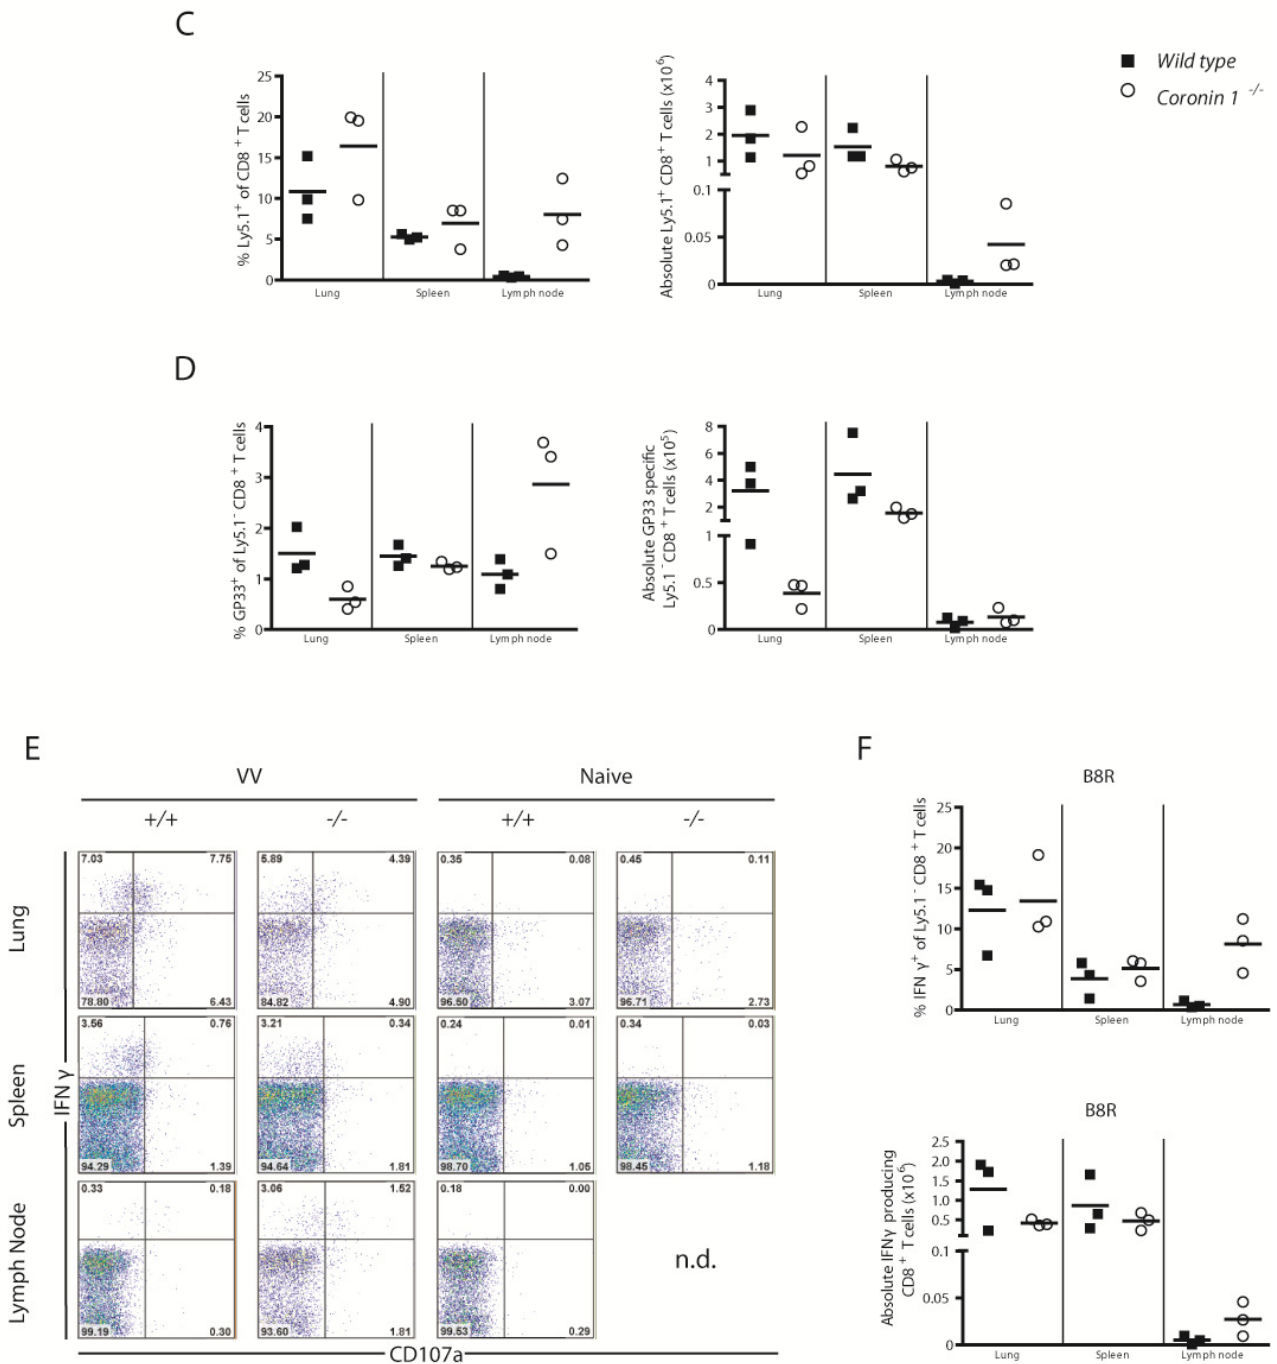 C
Wild type
Coronin 1 -/-
% Ly5.1+ of CD8+ T cells
25
20
15
10
5
0
Lung
Spleen
Lymph node
Absolute Ly5.1+ CD8+ T cells (x10^6)
4
3
2
1
0.1
0.05
0
Lung
Spleen
Lymph node
D
% GP33+ of Ly5.1- CD8+ T cells
4
3
2
1
0
Lung
Spleen
Lymph node
Absolute GP33 specific
Ly5.1- CD8+ T cells (x10^5)
8
6
4
2
1
0.5
0
Lung
Spleen
Lymph node
E
VV
Naive
+/+
-/-
+/+
-/-
Lung
7.03 7.75
78.80 6.43
5.89 4.39
84.82 4.90
0.35 0.08
96.50 3.07
0.45 0.11
96.71 2.73
Spleen
3.56 0.76
94.29 1.39
3.21 0.34
94.64 1.81
0.24 0.01
98.70 1.05
0.34 0.03
98.45 1.18
Lymph Node
0.33 0.18
99.19 0.30
3.06 1.52
93.60 1.81
0.18 0.00
99.53 0.29
n.d.
IFN γ
CD107a
F
B8R
% IFN γ+ of Ly5.1- CD8+ T cells
25
20
15
10
5
0
Lung
Spleen
Lymph node
B8R
Absolute IFNγ producing
CD8+ T cells (x10^6)
2.5
2.0
1.5
1.0
0.5
0.1
0.05
0
Lung
Spleen
Lymph node